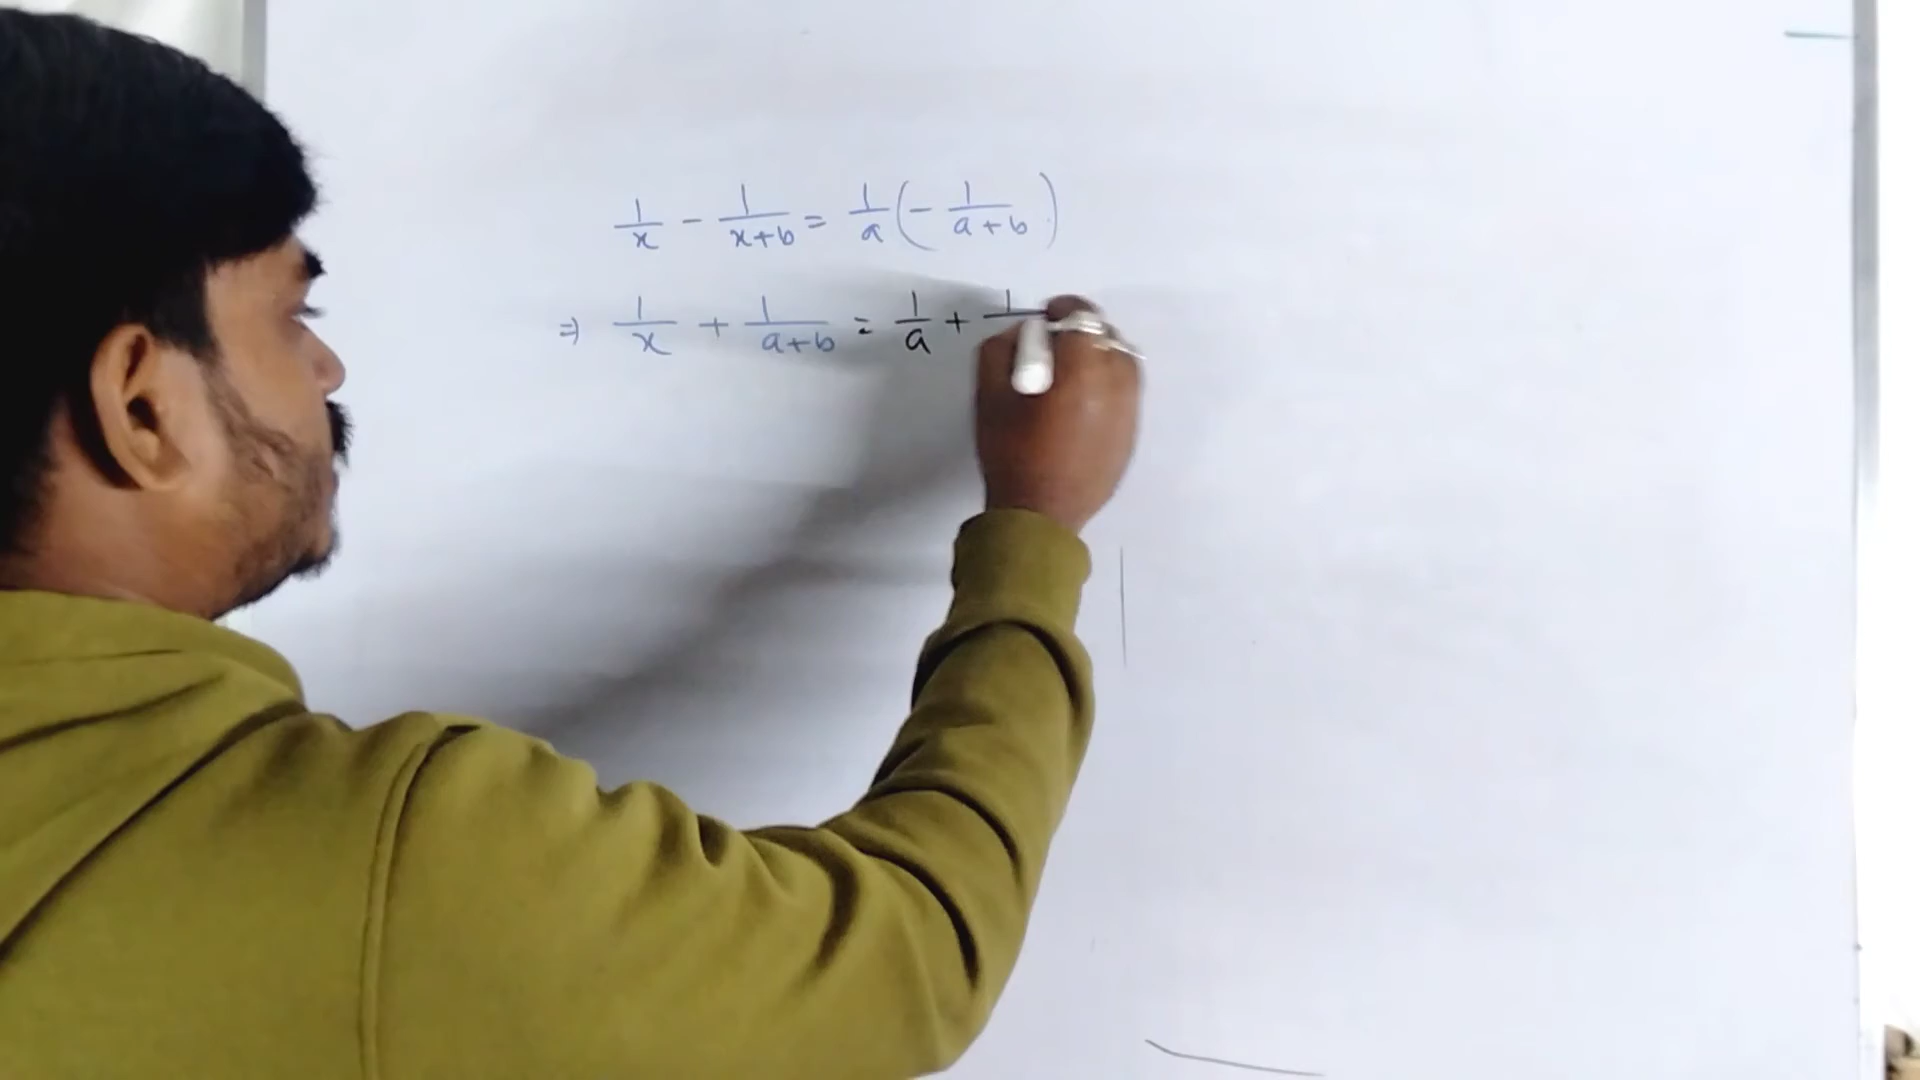 1/x - 1/x+b = 1/a (- 1/a+b)
⇒ 1/x + 1/a+b = 1/a + 1